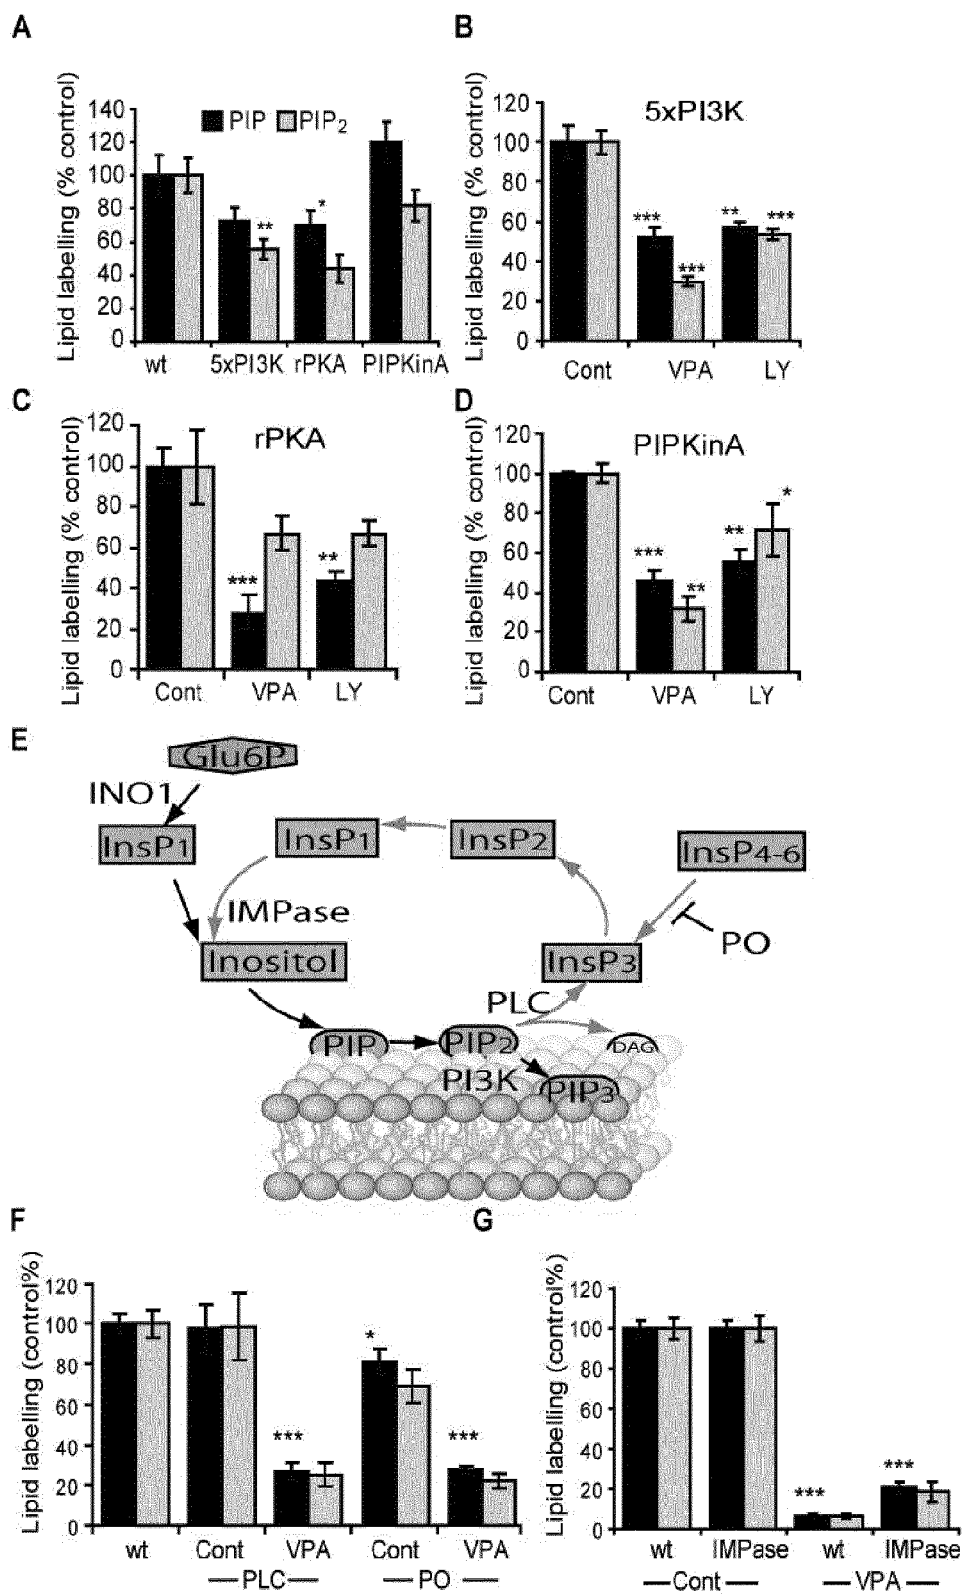 A
Lipid labelling (% control)
140
120
100
80
60
40
20
0
PIP PIP2
** *
wt 5xPI3K rPKA PIPKinA
B
Lipid labelling (% control)
120
100
80
60
40
20
0
5xPI3K
*** *** ** ***
Cont VPA LY
C
Lipid labelling (% control)
120
100
80
60
40
20
0
rPKA
*** **
Cont VPA LY
D
Lipid labelling (% control)
120
100
80
60
40
20
0
PIPKinA
*** ** ** *
Cont VPA LY
E
Glu6P
INO1
InsP1 InsP1 InsP2 InsP4-6
IMPase
PO
Inositol InsP3
PLC
PIP PIP2 DAG
PI3K PIP3
F
Lipid labelling (control%)
120
100
80
60
40
20
0
*** * ***
wt Cont VPA Cont VPA
PLC PO
G
Lipid labelling (control%)
120
100
80
60
40
20
0
*** ***
wt IMPase wt IMPase
Cont VPA